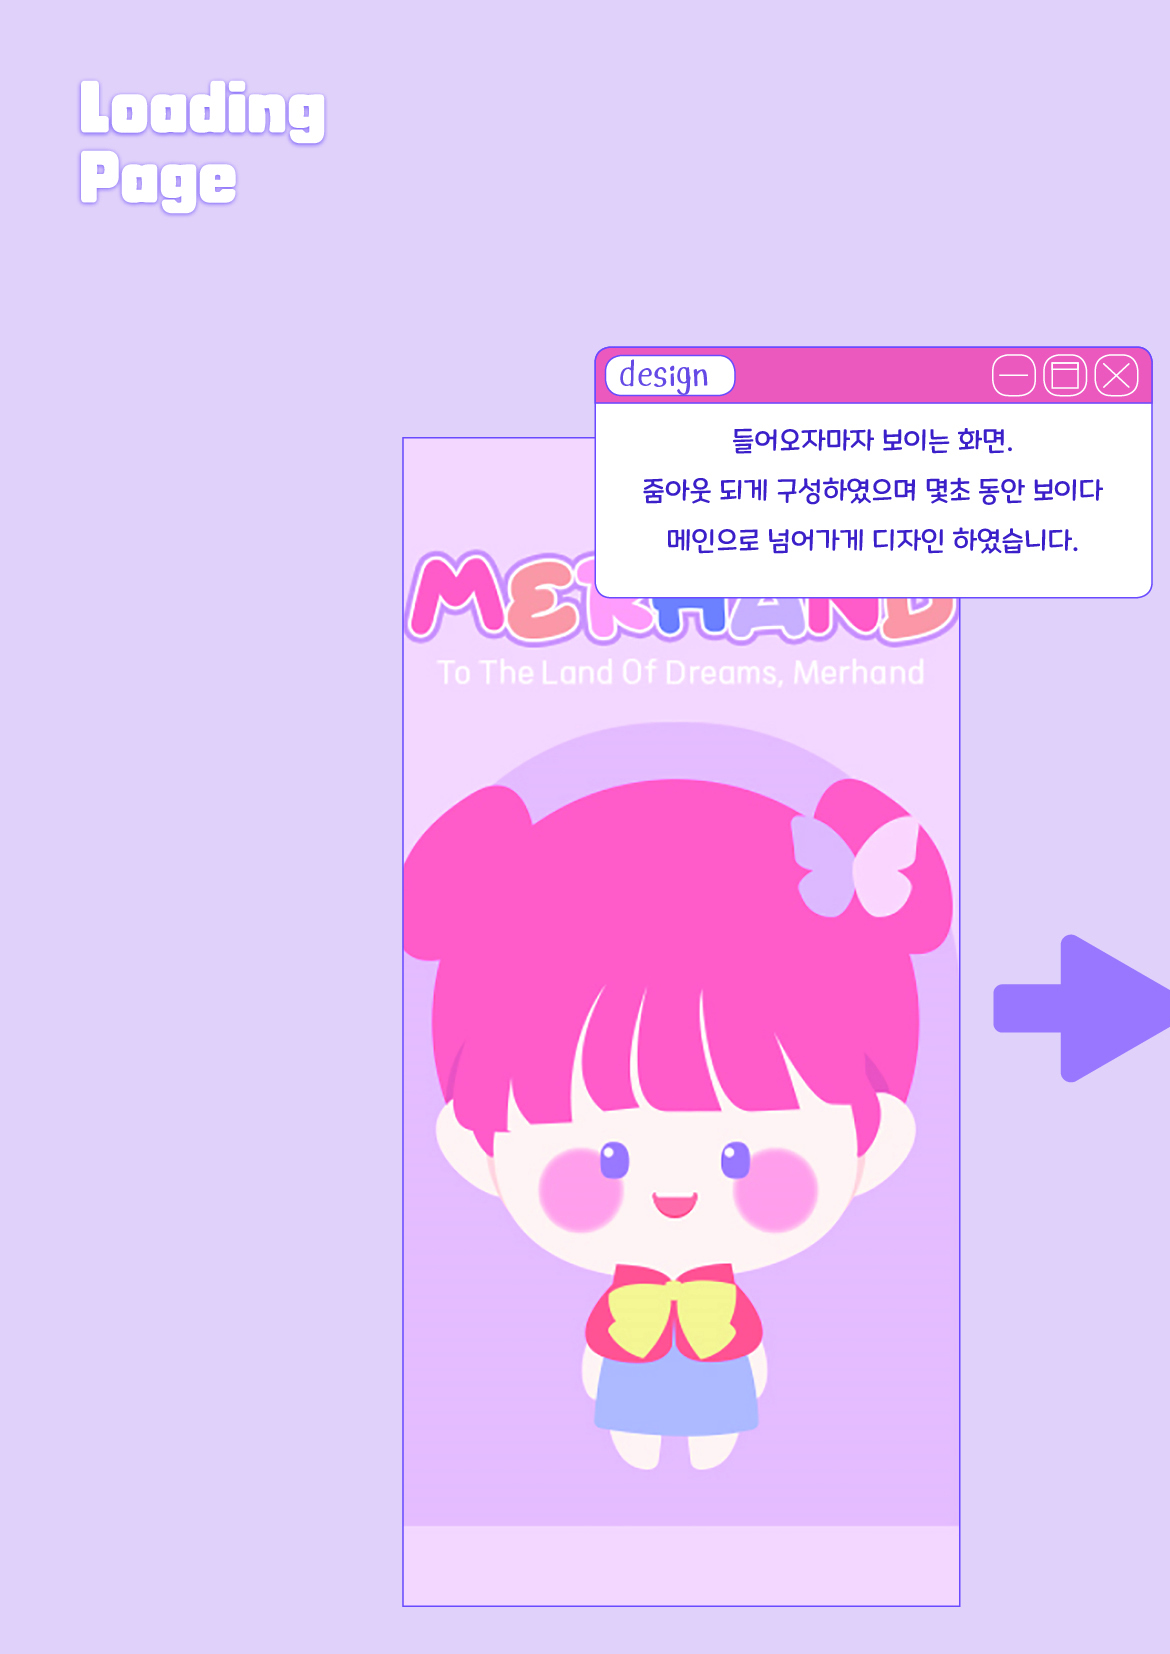 Loading
Page
design
들어오자마자 보이는 화면.
줌아웃 되게 구성하였으며 몇초 동안 보이다
메인으로 넘어가게 디자인 하였습니다.
MERHAND
To The Land Of Dreams, Merhand